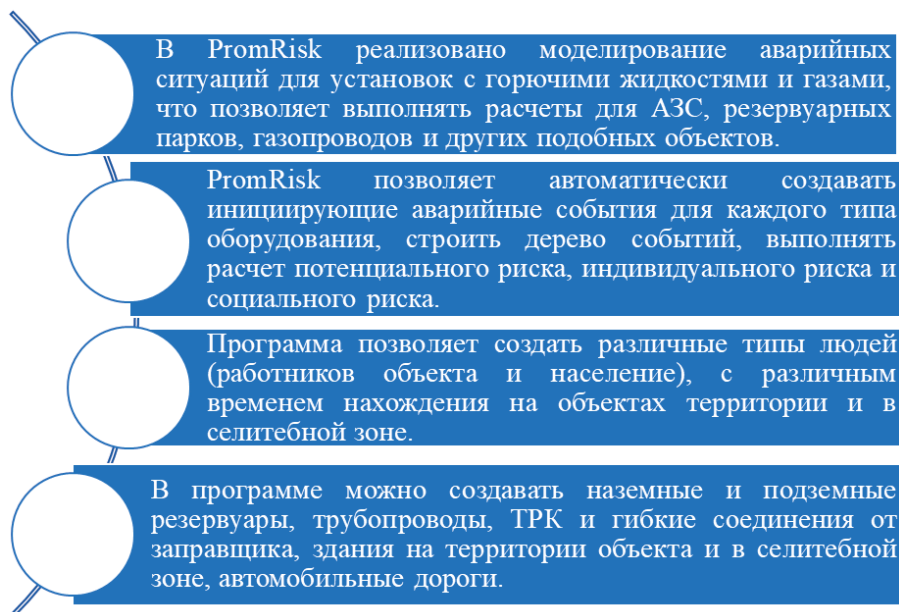 В PromRisk реализовано моделирование аварийных
ситуаций для установок с горючими жидкостями и газами,
что позволяет выполнять расчеты для АЗС, резервуарных
парков, газопроводов и других подобных объектов.
PromRisk позволяет автоматически создавать
инициирующие аварийные события для каждого типа
оборудования, строить дерево событий, выполнять
расчет потенциального риска, индивидуального риска и
социального риска.
Программа позволяет создать различные типы людей
(работников объекта и население), с различным
временем нахождения на объектах территории и в
селитебной зоне.
В программе можно создавать наземные и подземные
резервуары, трубопроводы, ТРК и гибкие соединения от
заправщика, здания на территории объекта и в селитебной
зоне, автомобильные дороги.